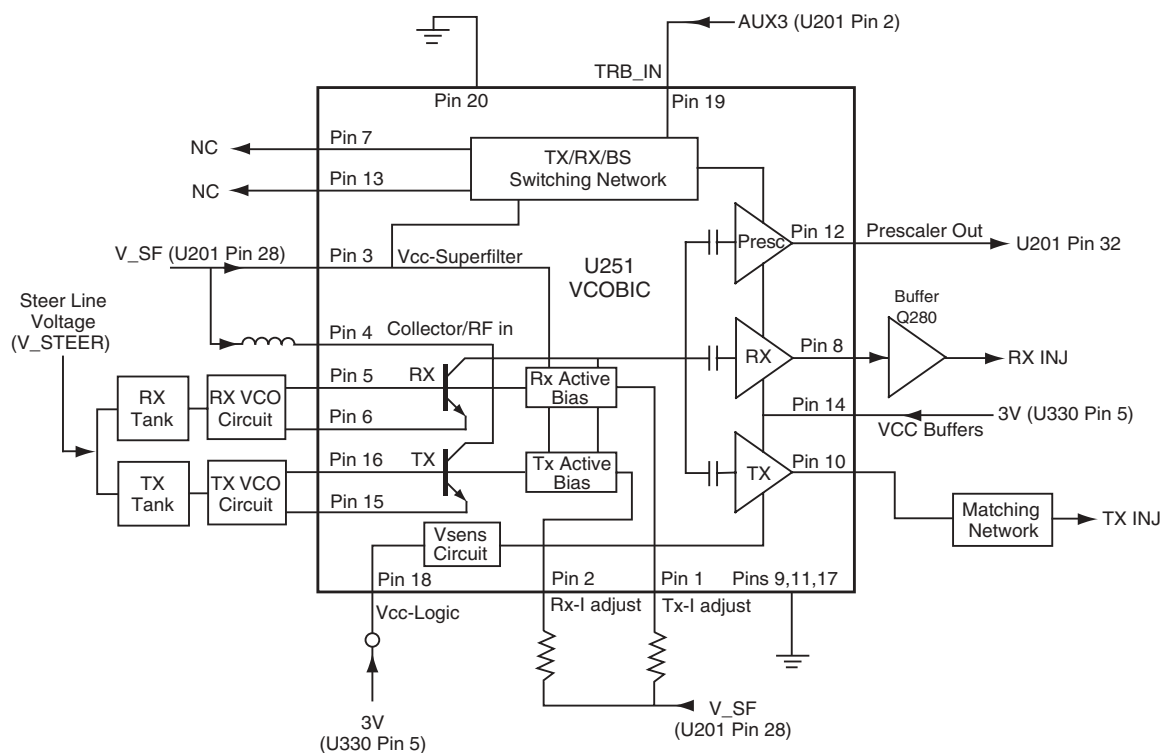 AUX3 (U201 Pin 2)
TRB_IN
Pin 20
Pin 19
Pin 7
NC
TX/RX/BS
Switching Network
Pin 13
NC
Presc
Pin 12
Prescaler Out
U201 Pin 32
V_SF (U201 Pin 28)
Pin 3
Vcc-Superfilter
U251
VCOBIC
Steer Line
Voltage
(V_STEER)
Buffer
Q280
Pin 4
Collector/RF in
RX
Pin 8
RX INJ
RX
Tank
RX VCO
Circuit
Pin 5
RX
Rx Active
Bias
Pin 6
Pin 14
VCC Buffers
3V (U330 Pin 5)
TX
Tank
TX VCO
Circuit
Pin 16
TX
Tx Active
Bias
Pin 15
TX
Pin 10
Matching
Network
TX INJ
Vsens
Circuit
Pin 18
Pin 2
Pin 1
Pins 9,11,17
Vcc-Logic
Rx-I adjust
Tx-I adjust
3V
(U330 Pin 5)
V_SF
(U201 Pin 28)